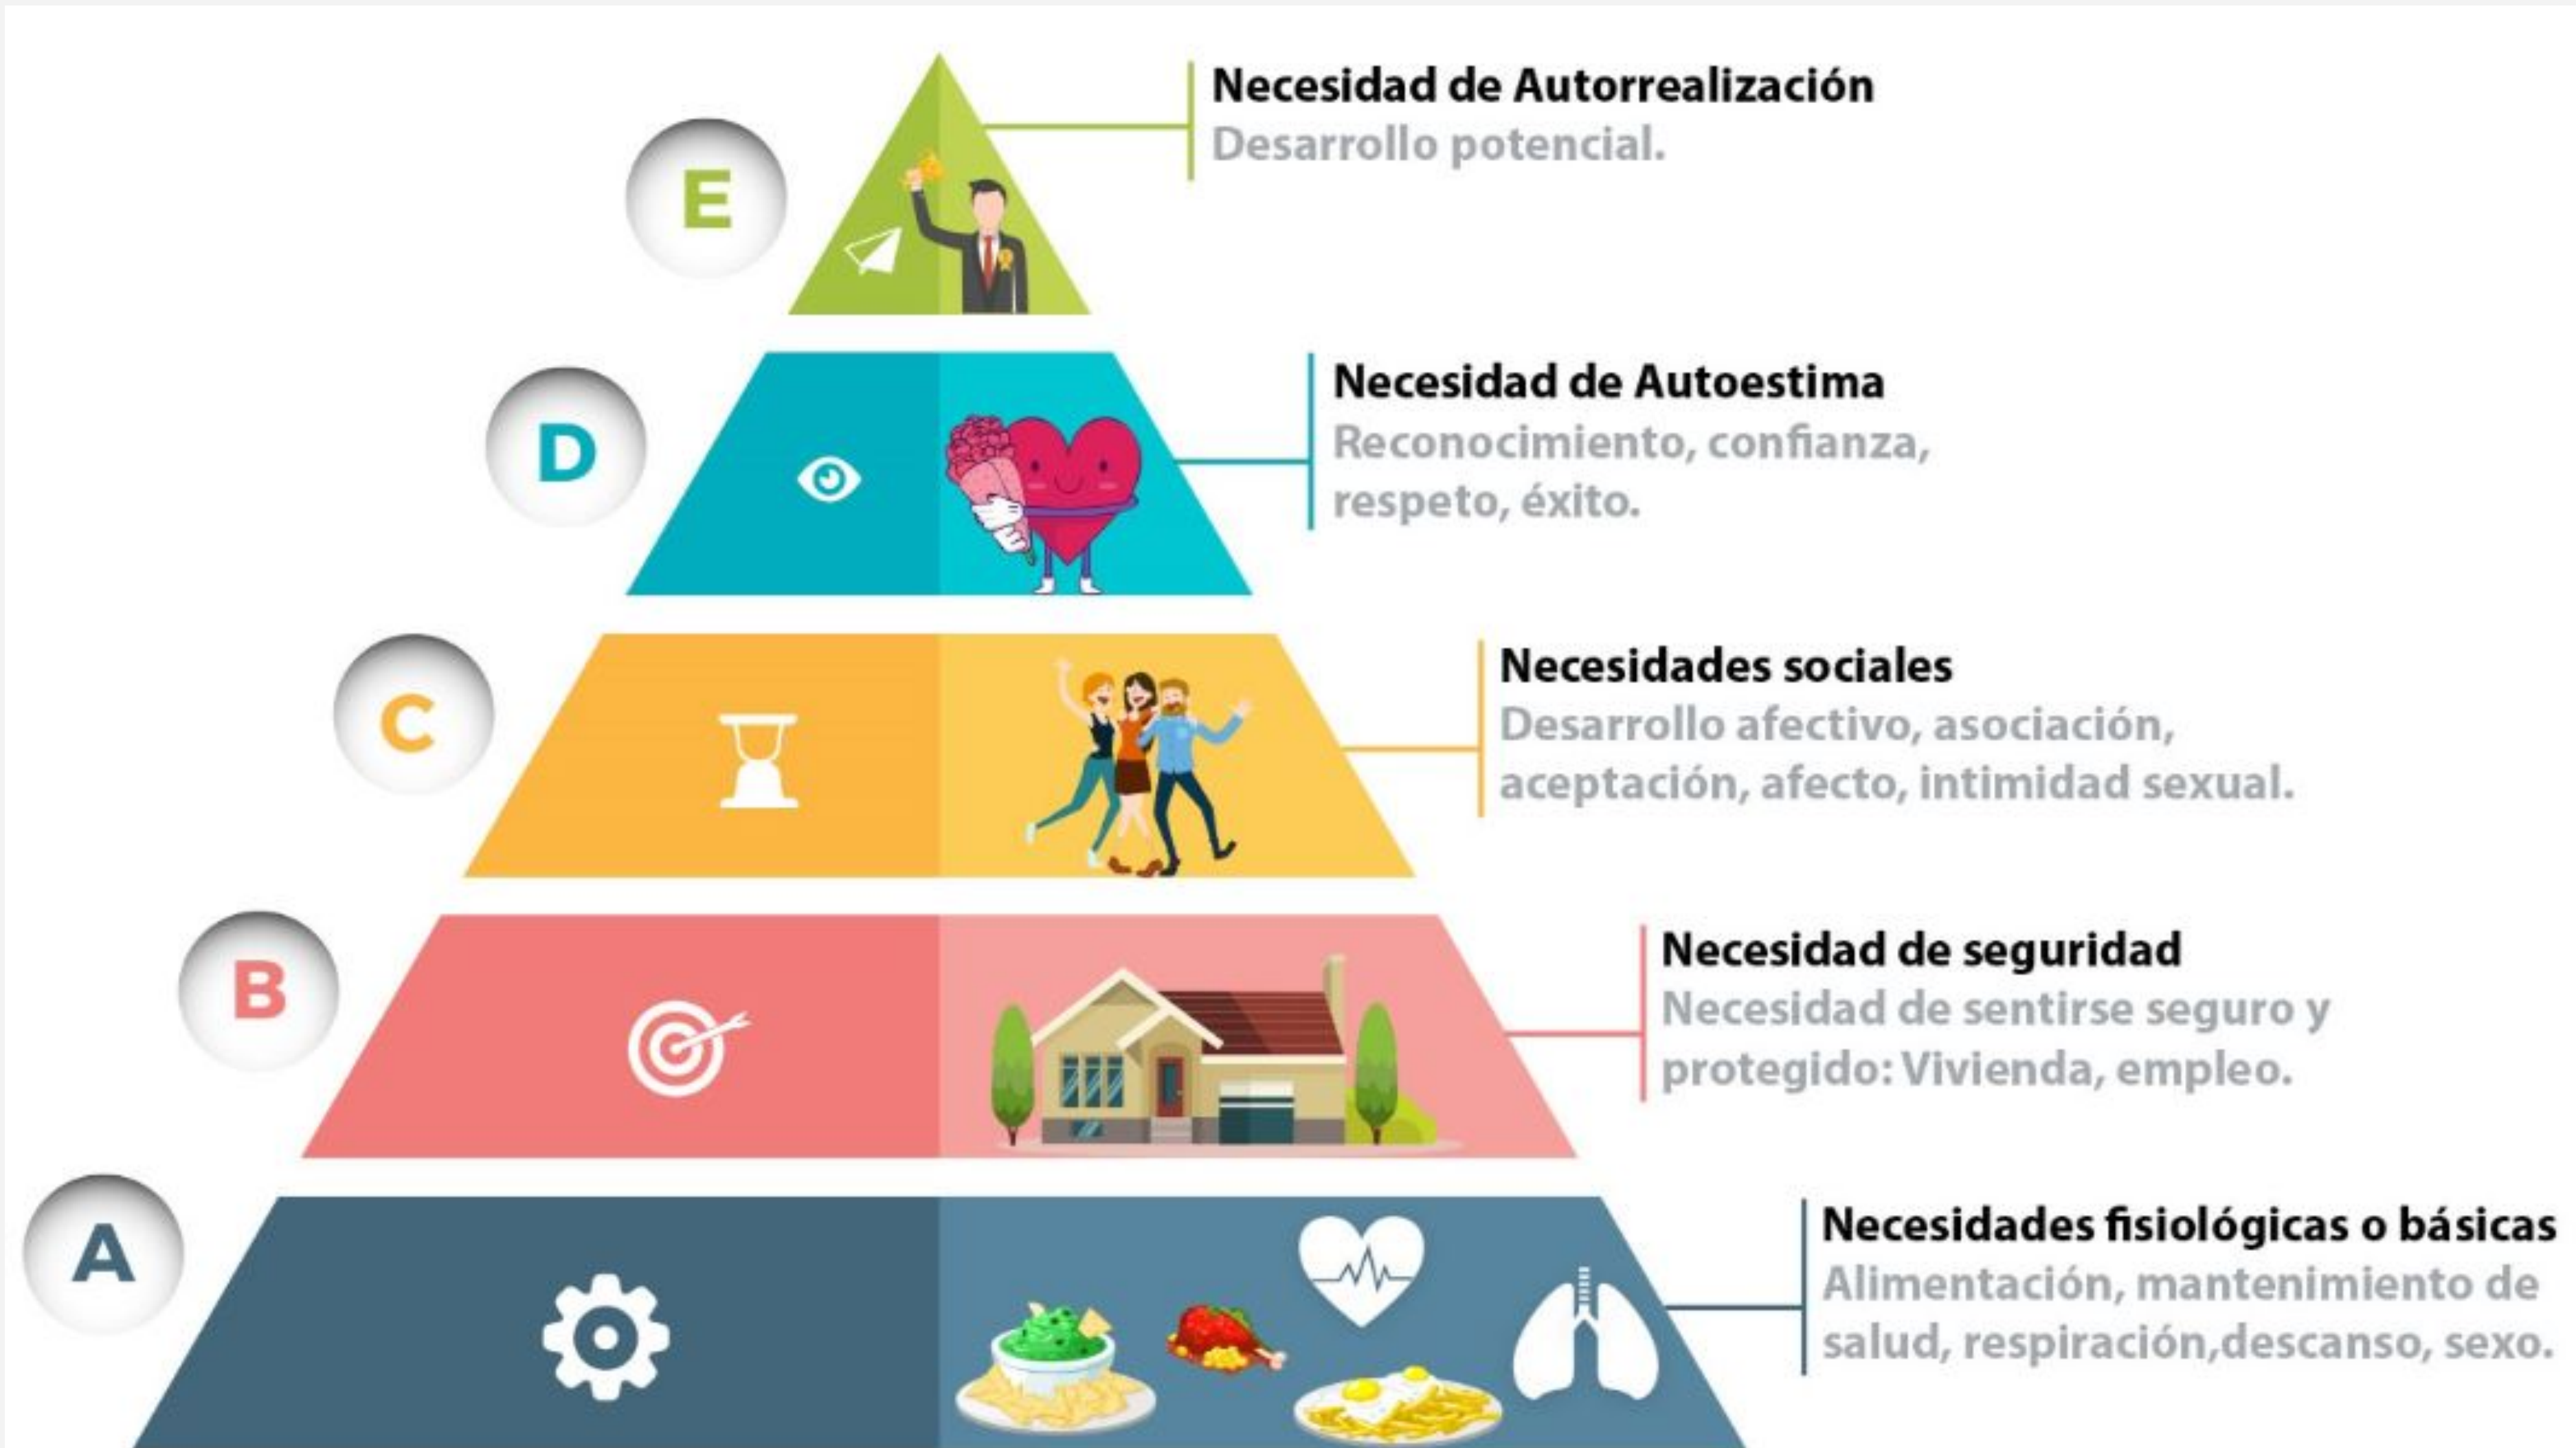 E
Necesidad de Autorrealización
Desarrollo potencial.
D
Necesidad de Autoestima
Reconocimiento, confianza,
respeto, éxito.
C
Necesidades sociales
Desarrollo afectivo, asociación,
aceptación, afecto, intimidad sexual.
B
Necesidad de seguridad
Necesidad de sentirse seguro y
protegido: Vivienda, empleo.
A
Necesidades fisiológicas o básicas
Alimentación, mantenimiento de
salud, respiración,descanso, sexo.